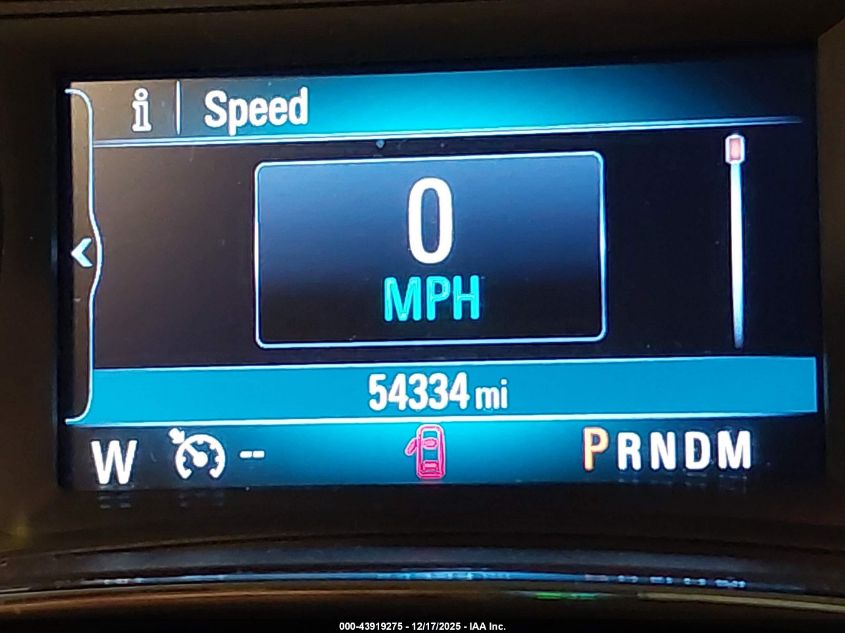 i Speed
0
MPH
54334 mi
W -- PRNDM
000-43919275 - 12/17/2025 - IAA Inc.